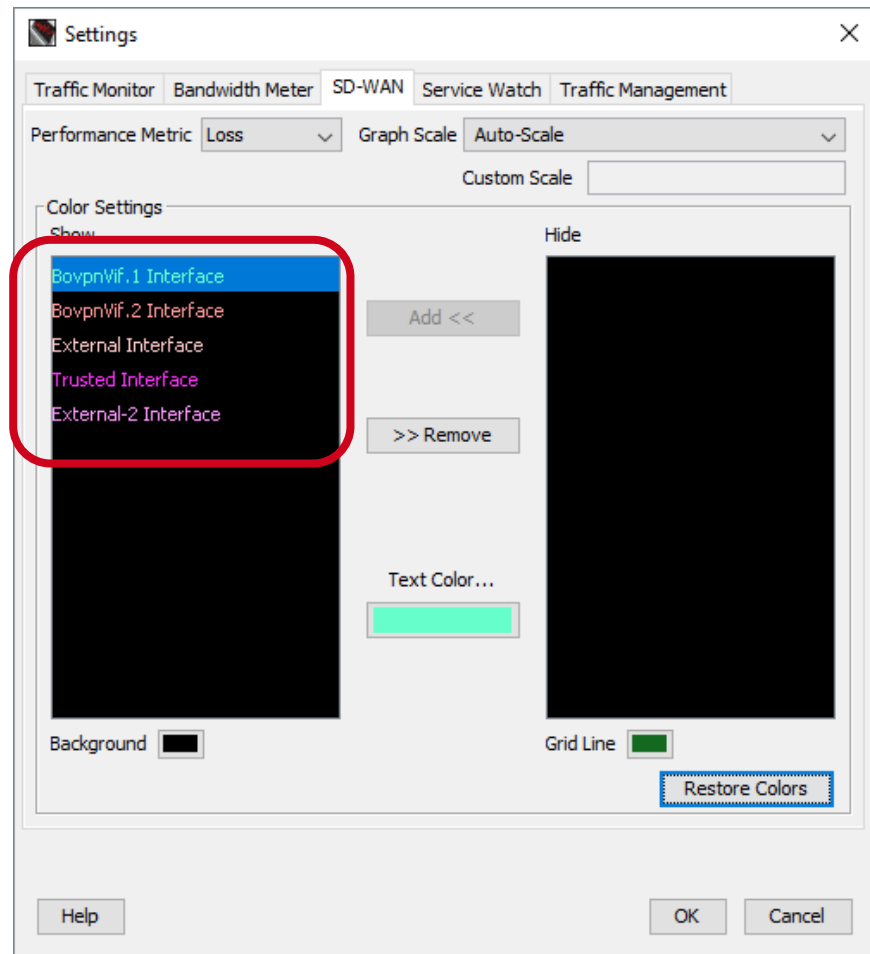 Settings
Traffic Monitor Bandwidth Meter SD-WAN Service Watch Traffic Management
Performance Metric Loss Graph Scale Auto-Scale
Custom Scale
Color Settings
Show Hide
BovpnVif.1 Interface
BovpnVif.2 Interface
External Interface
Trusted Interface
External-2 Interface
Add <<
>> Remove
Text Color...
Background Grid Line
Restore Colors
Help OK Cancel